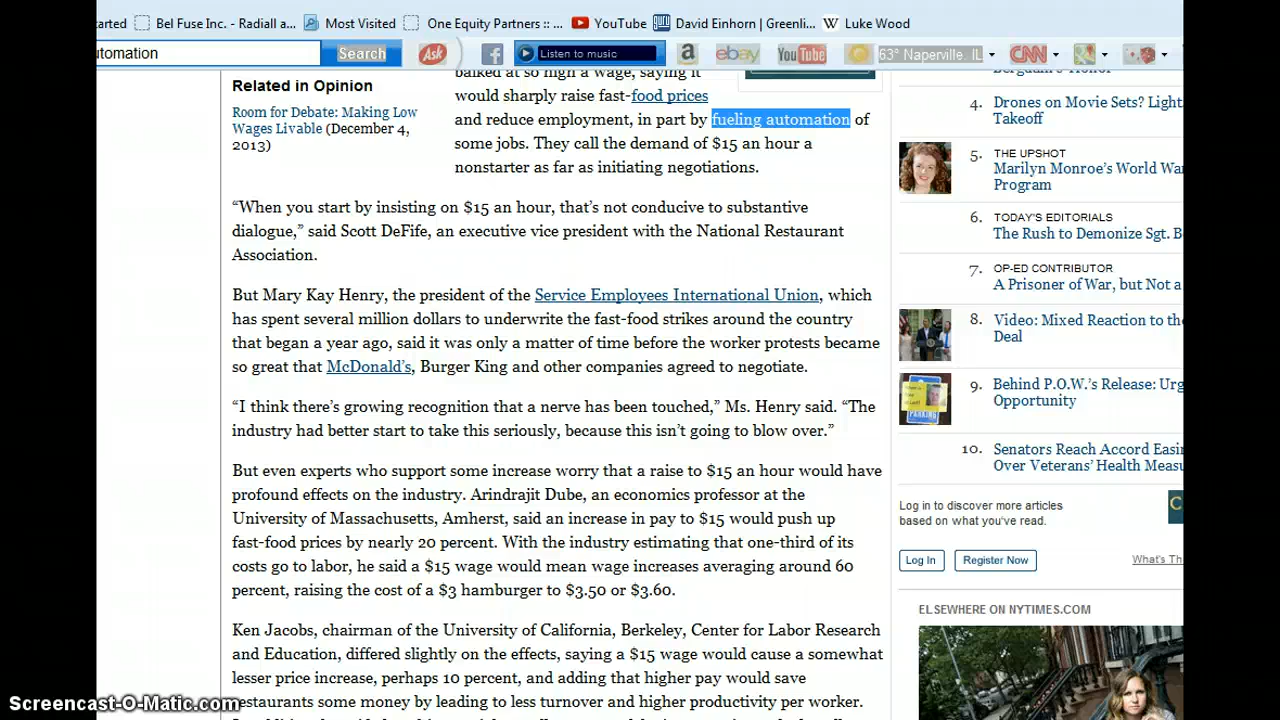 arted
Bel Fuse Inc. - Radiall a...
Most Visited
One Equity Partners :: ...
YouTube
David Einhorn | Greenli...
Luke Wood
utomation
Search
Ask
Listen to music
a
ebay
You Tube
63° Naperville, IL
CNN
Related in Opinion
Room for Debate: Making Low
Wages Livable (December 4,
2013)
balked at so high a wage, saying it
would sharply raise fast-food prices
and reduce employment, in part by fueling automation of
some jobs. They call the demand of $15 an hour a
nonstarter as far as initiating negotiations.
“When you start by insisting on $15 an hour, that’s not conducive to substantive
dialogue,” said Scott DeFife, an executive vice president with the National Restaurant
Association.
But Mary Kay Henry, the president of the Service Employees International Union, which
has spent several million dollars to underwrite the fast-food strikes around the country
that began a year ago, said it was only a matter of time before the worker protests became
so great that McDonald’s, Burger King and other companies agreed to negotiate.
“I think there’s growing recognition that a nerve has been touched,” Ms. Henry said. “The
industry had better start to take this seriously, because this isn’t going to blow over.”
But even experts who support some increase worry that a raise to $15 an hour would have
profound effects on the industry. Arindrajit Dube, an economics professor at the
University of Massachusetts, Amherst, said an increase in pay to $15 would push up
fast-food prices by nearly 20 percent. With the industry estimating that one-third of its
costs go to labor, he said a $15 wage would mean wage increases averaging around 60
percent, raising the cost of a $3 hamburger to $3.50 or $3.60.
Ken Jacobs, chairman of the University of California, Berkeley, Center for Labor Research
and Education, differed slightly on the effects, saying a $15 wage would cause a somewhat
lesser price increase, perhaps 10 percent, and adding that higher pay would save
restaurants some money by leading to less turnover and higher productivity per worker.
4. Drones on Movie Sets? Light
Takeoff
5. THE UPSHOT
Marilyn Monroe’s World Wa
Program
6. TODAY'S EDITORIALS
The Rush to Demonize Sgt. B
7. OP-ED CONTRIBUTOR
A Prisoner of War, but Not a
8. Video: Mixed Reaction to the
Deal
9. Behind P.O.W.’s Release: Urg
Opportunity
10. Senators Reach Accord Easin
Over Veterans’ Health Measu
Log in to discover more articles
based on what you’ve read.
Log In
Register Now
What's Th
ELSEWHERE ON NYTIMES.COM
Screencast-O-Matic.com